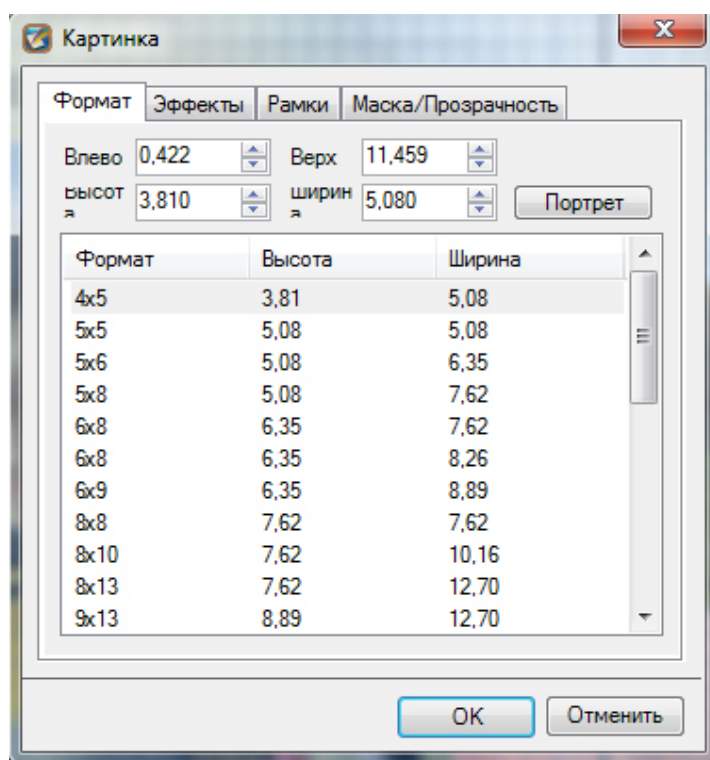 Картинка
Формат Эффекты Рамки Маска/Прозрачность
Влево 0,422 Верх 11,459
Высот
а 3,810 Ширин
а 5,080 Портрет
Формат Высота Ширина
4x5 3,81 5,08
5x5 5,08 5,08
5x6 5,08 6,35
5x8 5,08 7,62
6x8 6,35 7,62
6x8 6,35 8,26
6x9 6,35 8,89
8x8 7,62 7,62
8x10 7,62 10,16
8x13 7,62 12,70
9x13 8,89 12,70
OK Отменить